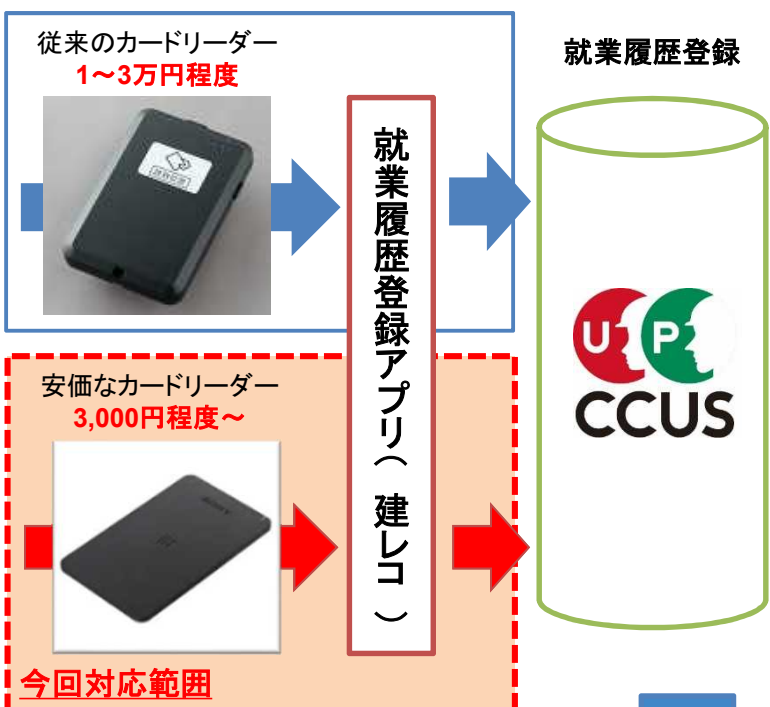 従来のカードリーダー
1～3万円程度
就業履歴登録アプリ（建レコ）
就業履歴登録
UP
CCUS
安価なカードリーダー
3,000円程度～
SONY
今回対応範囲